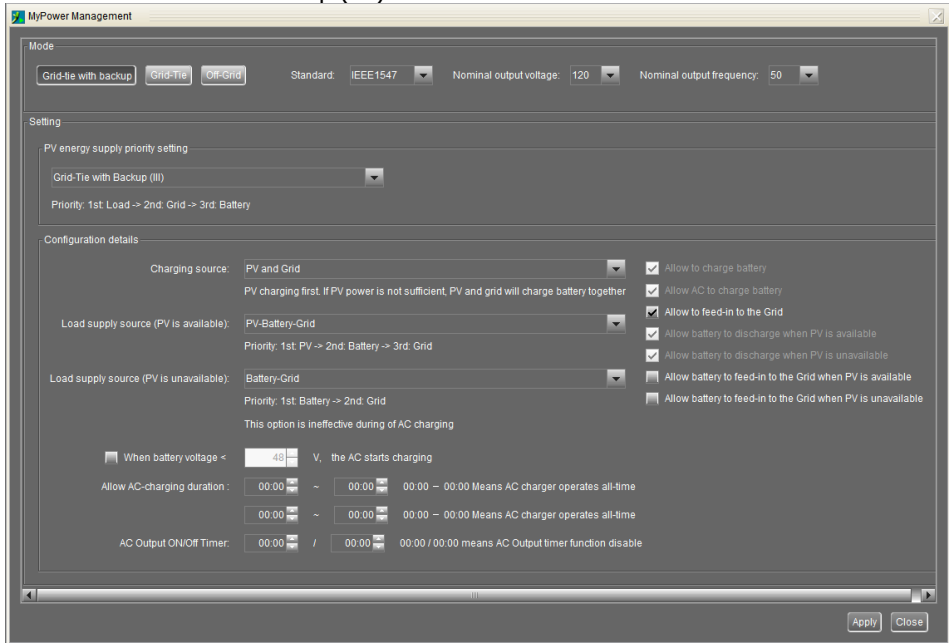 MyPower Management
Mode
Grid-tie with backup Grid-Tie Off-Grid Standard: IEEE1547 Nominal output voltage: 120 Nominal output frequency: 50
Setting
PV energy supply priority setting
Grid-Tie with Backup (III)
Priority: 1st: Load -> 2nd: Grid -> 3rd: Battery
Configuration details
Charging source: PV and Grid Allow to charge battery
PV charging first. If PV power is not sufficient, PV and grid will charge battery together Allow AC to charge battery
Allow to feed-in to the Grid
Load supply source (PV is available): PV-Battery-Grid
Allow battery to discharge when PV is available
Priority: 1st: PV -> 2nd: Battery -> 3rd: Grid
Allow battery to discharge when PV is unavailable
Load supply source (PV is unavailable): Battery-Grid Allow battery to feed-in to the Grid when PV is available
Priority: 1st: Battery -> 2nd: Grid Allow battery to feed-in to the Grid when PV is unavailable
This option is ineffective during of AC charging
When battery voltage < 48 V, the AC starts charging
Allow AC-charging duration : 00:00 ~ 00:00 00:00 – 00:00 Means AC charger operates all-time
00:00 ~ 00:00 00:00 – 00:00 Means AC charger operates all-time
AC Output ON/Off Timer: 00:00 / 00:00 00:00 / 00:00 means AC Output timer function disable
Apply Close